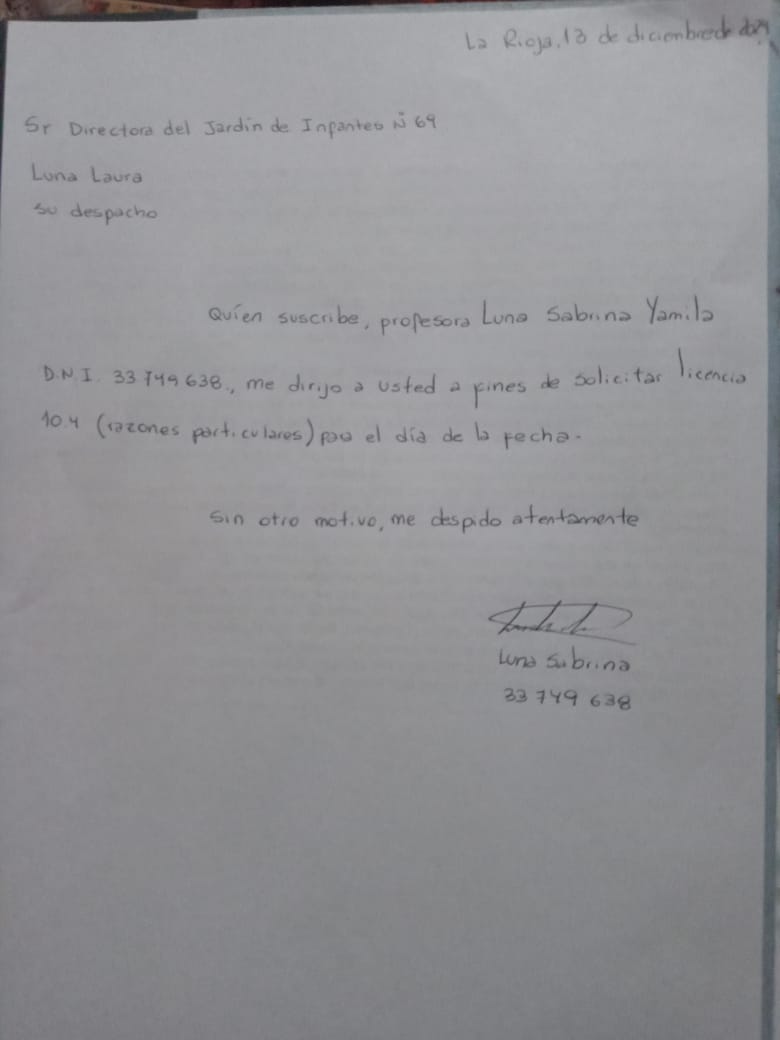 La Rioja, 13 de diciembre de 2024
Sr Directora del Jardín de Infantes N° 69
Luna Laura
su despacho
Quíen suscribe, profesora Luna Sabrina Yamila
D.N.I. 33 749 638., me dirijo a usted a fines de solicitar licencia
10.4 (razones particulares) para el día de la fecha.
Sin otro motivo, me despido atentamente
Luna Sabrina
33 749 638